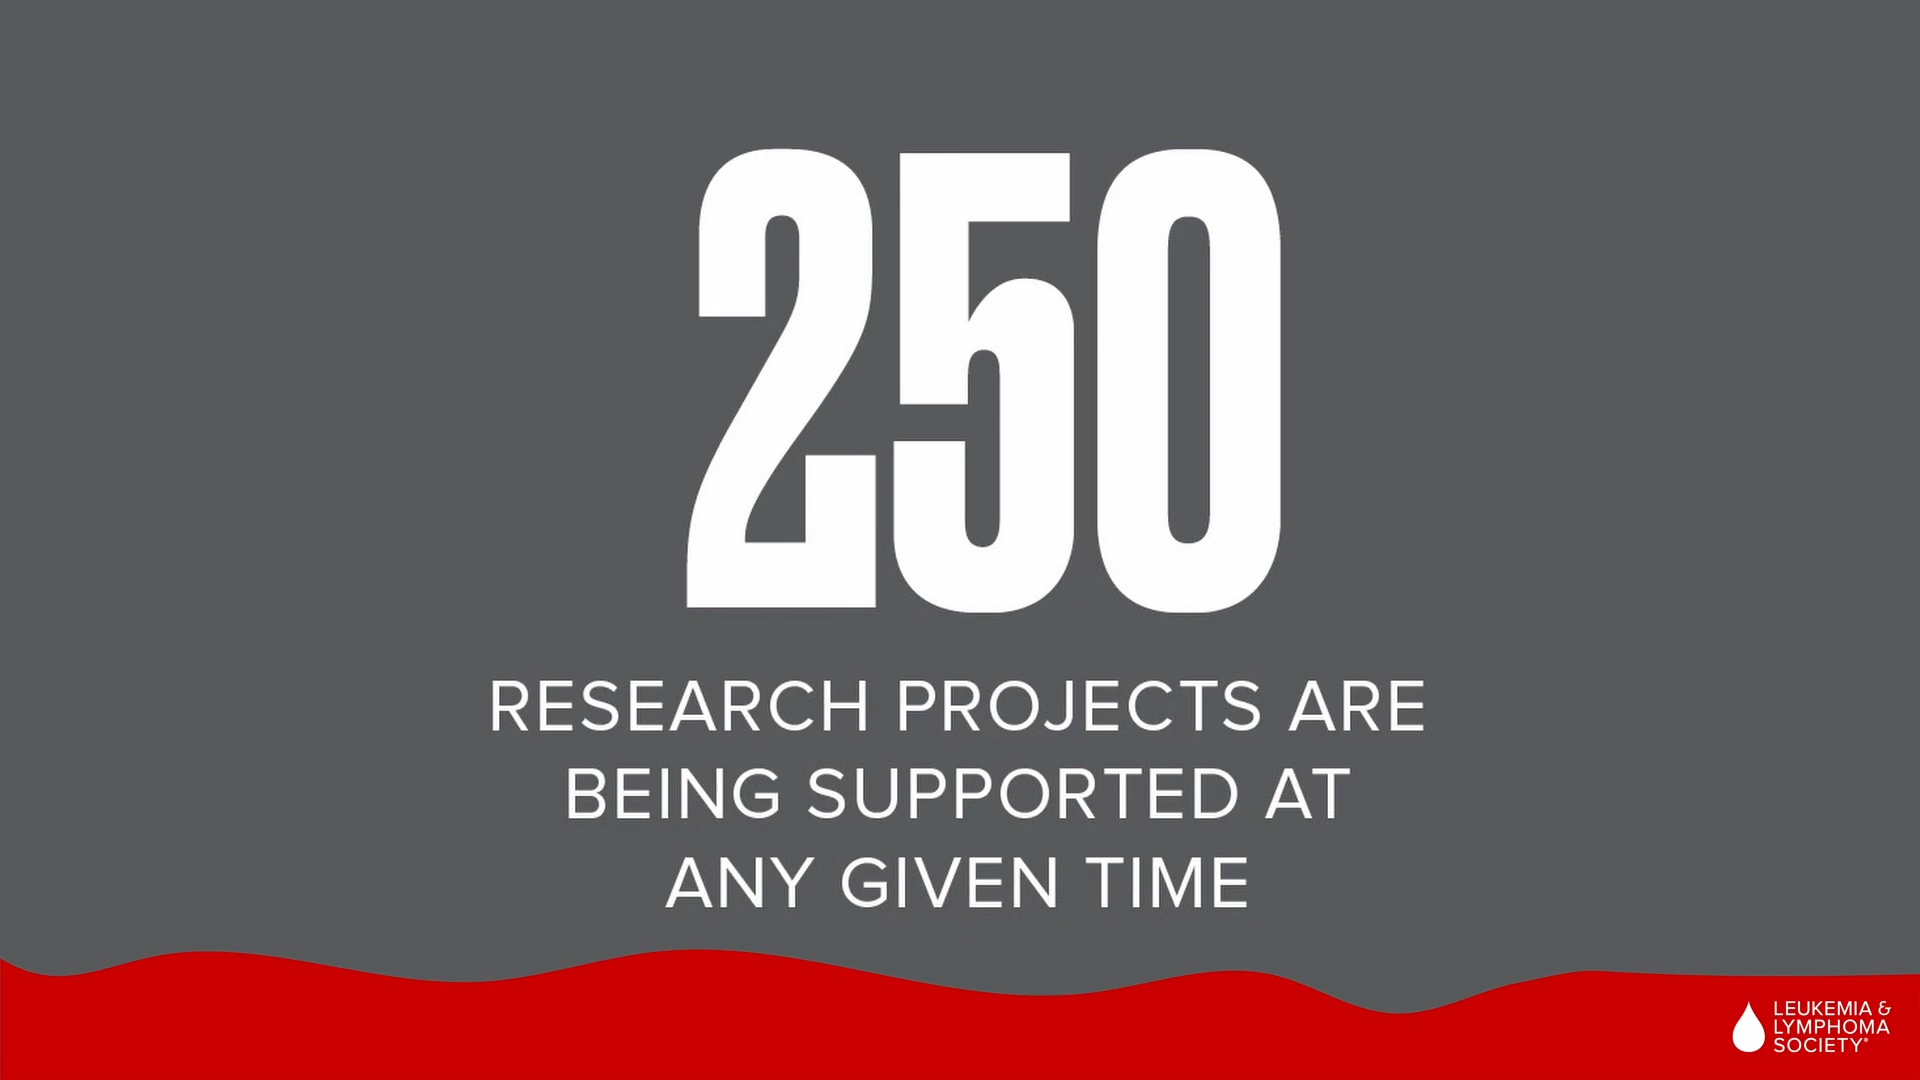 250
RESEARCH PROJECTS ARE
BEING SUPPORTED AT
ANY GIVEN TIME
LEUKEMIA &
LYMPHOMA
SOCIETY®